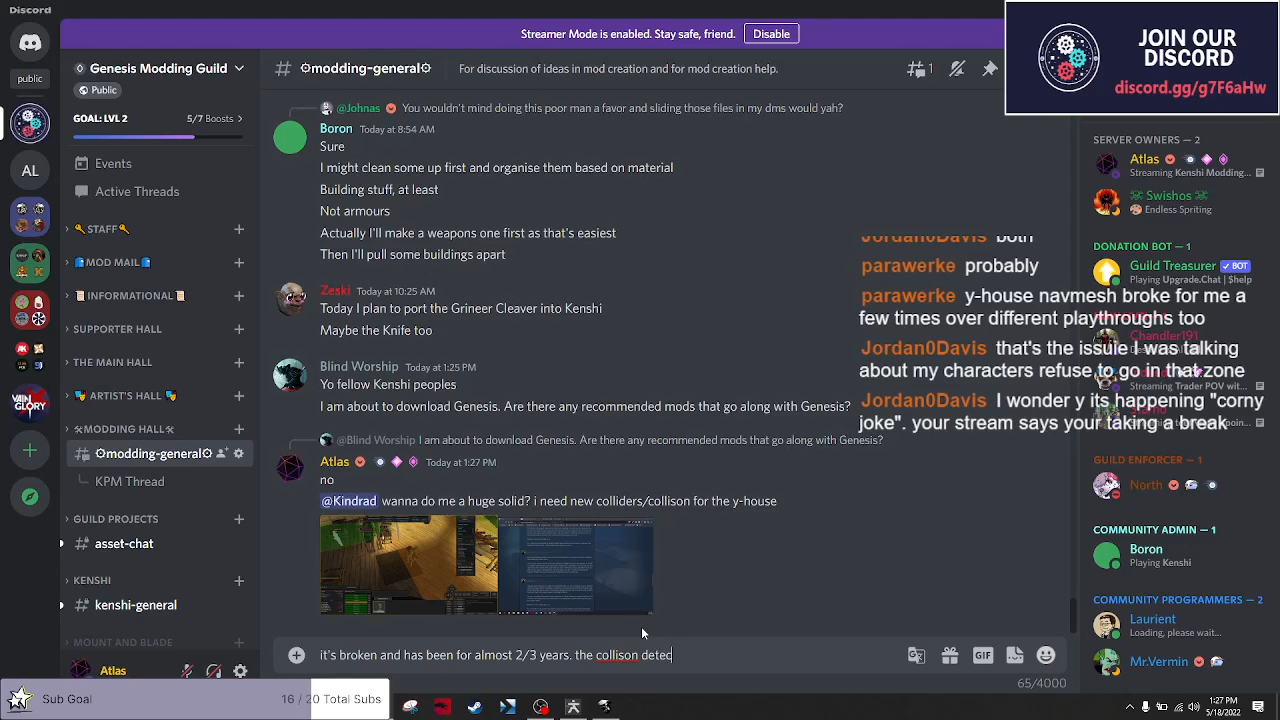 Discord
Streamer Mode is enabled. Stay safe, friend.
Disable
JOIN OUR
DISCORD
discord.gg/g7F6aHw
public
AL
Genesis Modding Guild
Public
GOAL: LVL 2
5/7 Boosts
Events
Active Threads
STAFF
MOD MAIL
INFORMATIONAL
SUPPORTER HALL
THE MAIN HALL
ARTIST'S HALL
MODDING HALL
modding-general
KPM Thread
GUILD PROJECTS
asset-chat
KENSHI
kenshi-general
MOUNT AND BLADE
Atlas
# modding-general
For discussion of ideas in mod creation and for mod creation help.
1
@Johnas You wouldn't mind doing this poor man a favor and sliding those files in my dms would yah?
Boron Today at 8:54 AM
Sure
I might clean some up first and organise them based on material
Building stuff, at least
Not armours
Actually I'll make a weapons one first as that's easiest
Then I'll pull some buildings apart
Zeski Today at 10:25 AM
Today I plan to import the Grineer Cleaver into Kenshi
Maybe the Knife too
Blind Worship Today at 1:25 PM
Yo fellow Kenshi peoples
I am about to download Genesis. Are there any recommended mods that go along with Genesis?
@Blind Worship I am about to download Genesis. Are there any recommended mods that go along with Genesis?
Atlas Today at 1:27 PM
no
@Kindrad wanna do me a huge solid? i need new colliders/collison for the y-house
it's broken and has been for almost 2/3 years. the collison detec
65/4000
Jordan0Davis both
parawerke probably
parawerke y-house navmesh broke for me a
few times over different playthroughs too
Jordan0Davis that's the issuie I was talking
about my characters refuse to go in that zone
Jordan0Davis I wonder y its happening "corny
joke". your stream says your taking a break
SERVER OWNERS — 2
Atlas
Streaming Kenshi Modding...
Swishos
Endless Spriting
DONATION BOT — 1
Guild Treasurer BOT
Playing Upgrade.Chat | $help
Chandler191
Streaming Trader POV wit...
GUILD ENFORCER — 1
North
COMMUNITY ADMIN — 1
Boron
Playing Kenshi
COMMUNITY PROGRAMMERS — 2
Laurient
Loading, please wait...
Mr.Vermin
GIF
Sub Goal
16 / 20 Total Subs
1:27 PM
5/18/2022